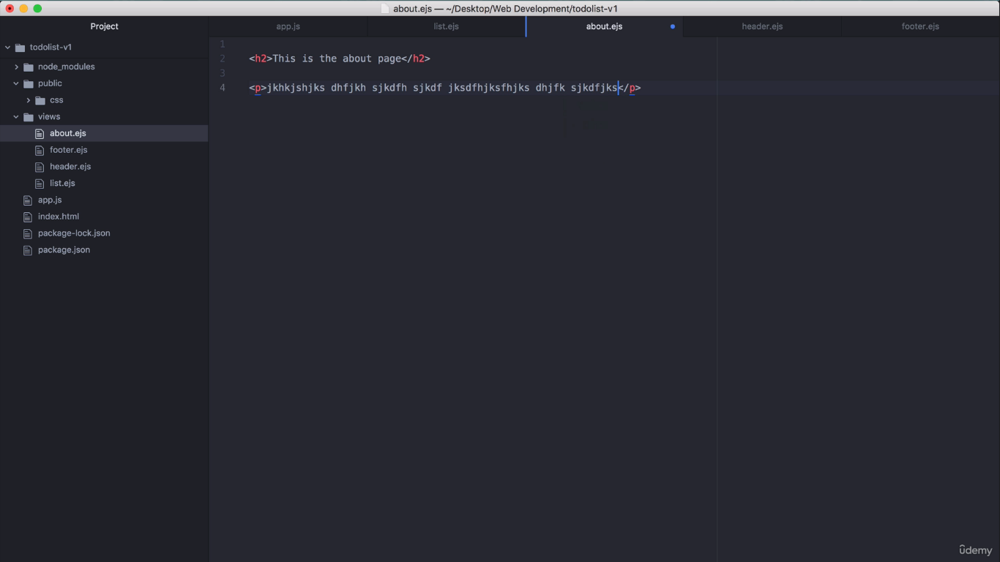 about.ejs — ~/Desktop/Web Development/todolist-v1
Project
app.js
list.ejs
about.ejs
header.ejs
footer.ejs
todolist-v1
node_modules
public
css
views
about.ejs
footer.ejs
header.ejs
list.ejs
app.js
index.html
package-lock.json
package.json
1
2 <h2>This is the about page</h2>
3
4 <p>jkhkjshjks dhfjkh sjkdfh sjkdf jksdfhjksfhjks dhjfk sjkdfjks</p>
ûdemy